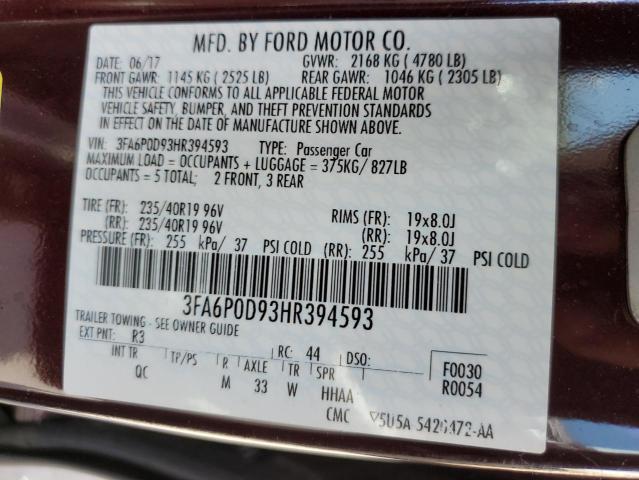 MFD. BY FORD MOTOR CO.
DATE: 06/17 GVWR: 2168 KG ( 4780 LB)
FRONT GAWR: 1145 KG ( 2525 LB) REAR GAWR: 1046 KG ( 2305 LB)
THIS VEHICLE CONFORMS TO ALL APPLICABLE FEDERAL MOTOR
VEHICLE SAFETY, BUMPER, AND THEFT PREVENTION STANDARDS
IN EFFECT ON THE DATE OF MANUFACTURE SHOWN ABOVE.
VIN: 3FA6P0D93HR394593 TYPE: Passenger Car
MAXIMUM LOAD = OCCUPANTS + LUGGAGE = 375KG/ 827LB
OCCUPANTS = 5 TOTAL; 2 FRONT, 3 REAR
TIRE (FR): 235/40R19 96V RIMS (FR): 19x8.0J
(RR): 235/40R19 96V (RR): 19x8.0J
PRESSURE (FR): 255 kPa/ 37 PSI COLD (RR): 255 kPa/ 37 PSI COLD
3FA6P0D93HR394593
TRAILER TOWING - SEE OWNER GUIDE
EXT PNT: R3 RC: 44 DSO: F0030
INT TR TP/PS R AXLE TR SPR R0054
QC M 33 W HHAA
CMC 5U5A 5420472-AA